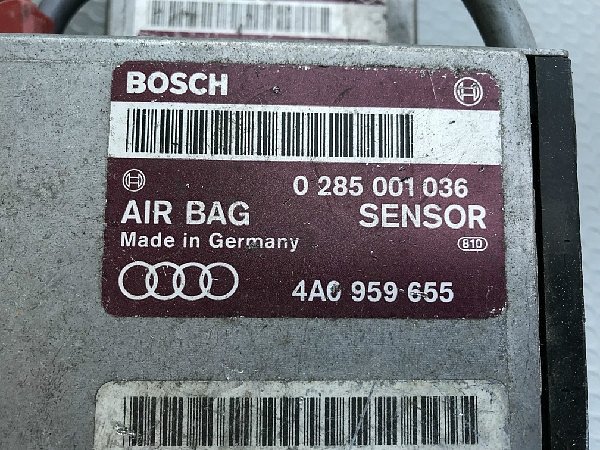 BOSCH
0 285 001 036
AIR BAG SENSOR
Made in Germany 810
4A0 959 655